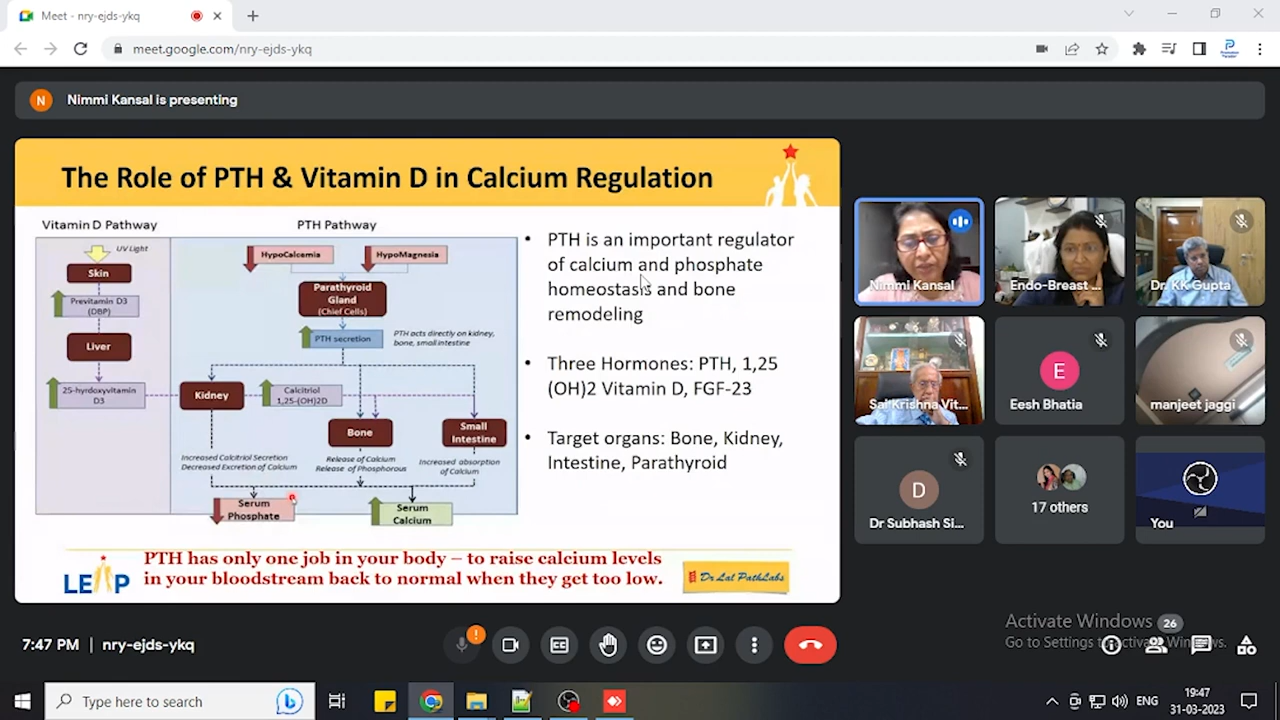 Meet - nry-ejds-ykq
meet.google.com/nry-ejds-ykq
N
Nimmi Kansal is presenting
The Role of PTH & Vitamin D in Calcium Regulation
Vitamin D Pathway
PTH Pathway
UV Light
HypoCalcemia
HypoMagnesia
Skin
Parathyroid
Gland
(Chief Cells)
Previtamin D3
(DBP)
PTH secretion
PTH acts directly on kidney,
bone, small intestine
Liver
25-hyrdoxyvitamin
D3
Kidney
Calcitriol
1,25-(OH)2D
Bone
Small
Intestine
Increased Calcitriol Secretion
Decreased Excretion of Calcium
Release of Calcium
Release of Phosphorous
Increased absorption
of Calcium
Serum
Phosphate
Serum
Calcium
• PTH is an important regulator
of calcium and phosphate
homeostasis and bone
remodeling
• Three Hormones: PTH, 1,25
(OH)2 Vitamin D, FGF-23
• Target organs: Bone, Kidney,
Intestine, Parathyroid
PTH has only one job in your body – to raise calcium levels
in your bloodstream back to normal when they get too low.
LEAP
Dr Lal PathLabs
Nimmi Kansal
Endo-Breast ...
Dr. KK Gupta
Sai Krishna Vit...
E
Eesh Bhatia
manjeet jaggi
D
Dr Subhash Si...
17 others
You
Activate Windows
Go to Settings to activate Windows.
26
7:47 PM | nry-ejds-ykq
Type here to search
ENG
19:47
31-03-2023